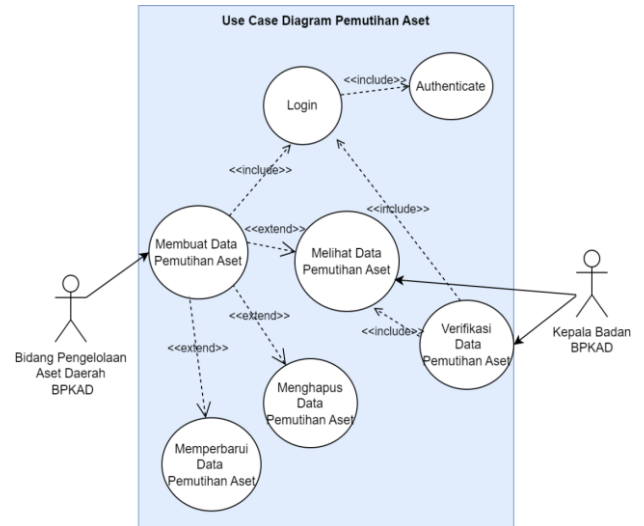 Use Case Diagram Pemutihan Aset
<<include>>
Authenticate
Login
<<include>>
<<include>>
Membuat Data
Pemutihan Aset
<<extend>>
Melihat Data
Pemutihan Aset
<<extend>>
<<include>>
Verifikasi
Data
Pemutihan Aset
Kepala Badan
BPKAD
<<extend>>
Bidang Pengelolaan
Aset Daerah
BPKAD
Menghapus
Data
Pemutihan Aset
Memperbarui
Data
Pemutihan Aset